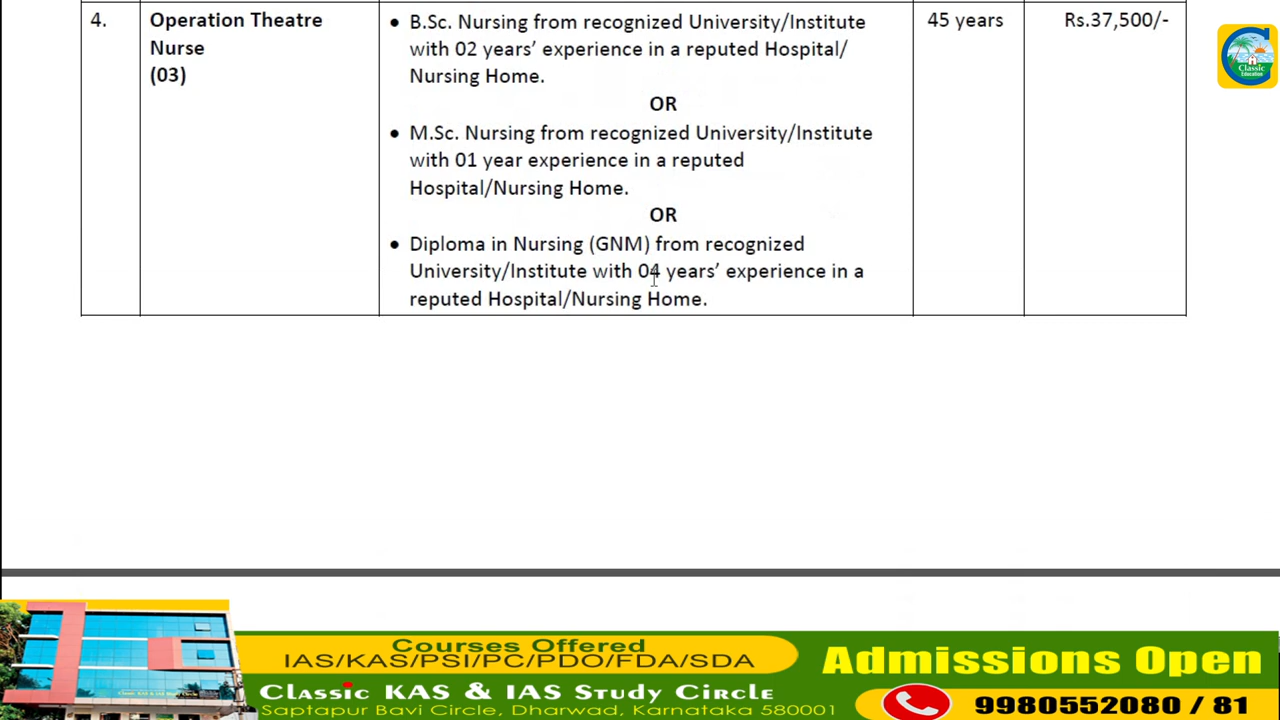 4.
Operation Theatre
Nurse
(03)
• B.Sc. Nursing from recognized University/Institute
with 02 years’ experience in a reputed Hospital/
Nursing Home.
OR
• M.Sc. Nursing from recognized University/Institute
with 01 year experience in a reputed
Hospital/Nursing Home.
OR
• Diploma in Nursing (GNM) from recognized
University/Institute with 04 years’ experience in a
reputed Hospital/Nursing Home.
45 years
Rs.37,500/-
Classic
Education
Courses Offered
IAS/KAS/PSI/PC/PDO/FDA/SDA
Classic KAS & IAS Study Circle
Saptapur Bavi Circle, Dharwad, Karnataka 580001
Admissions Open
9980552080 / 81